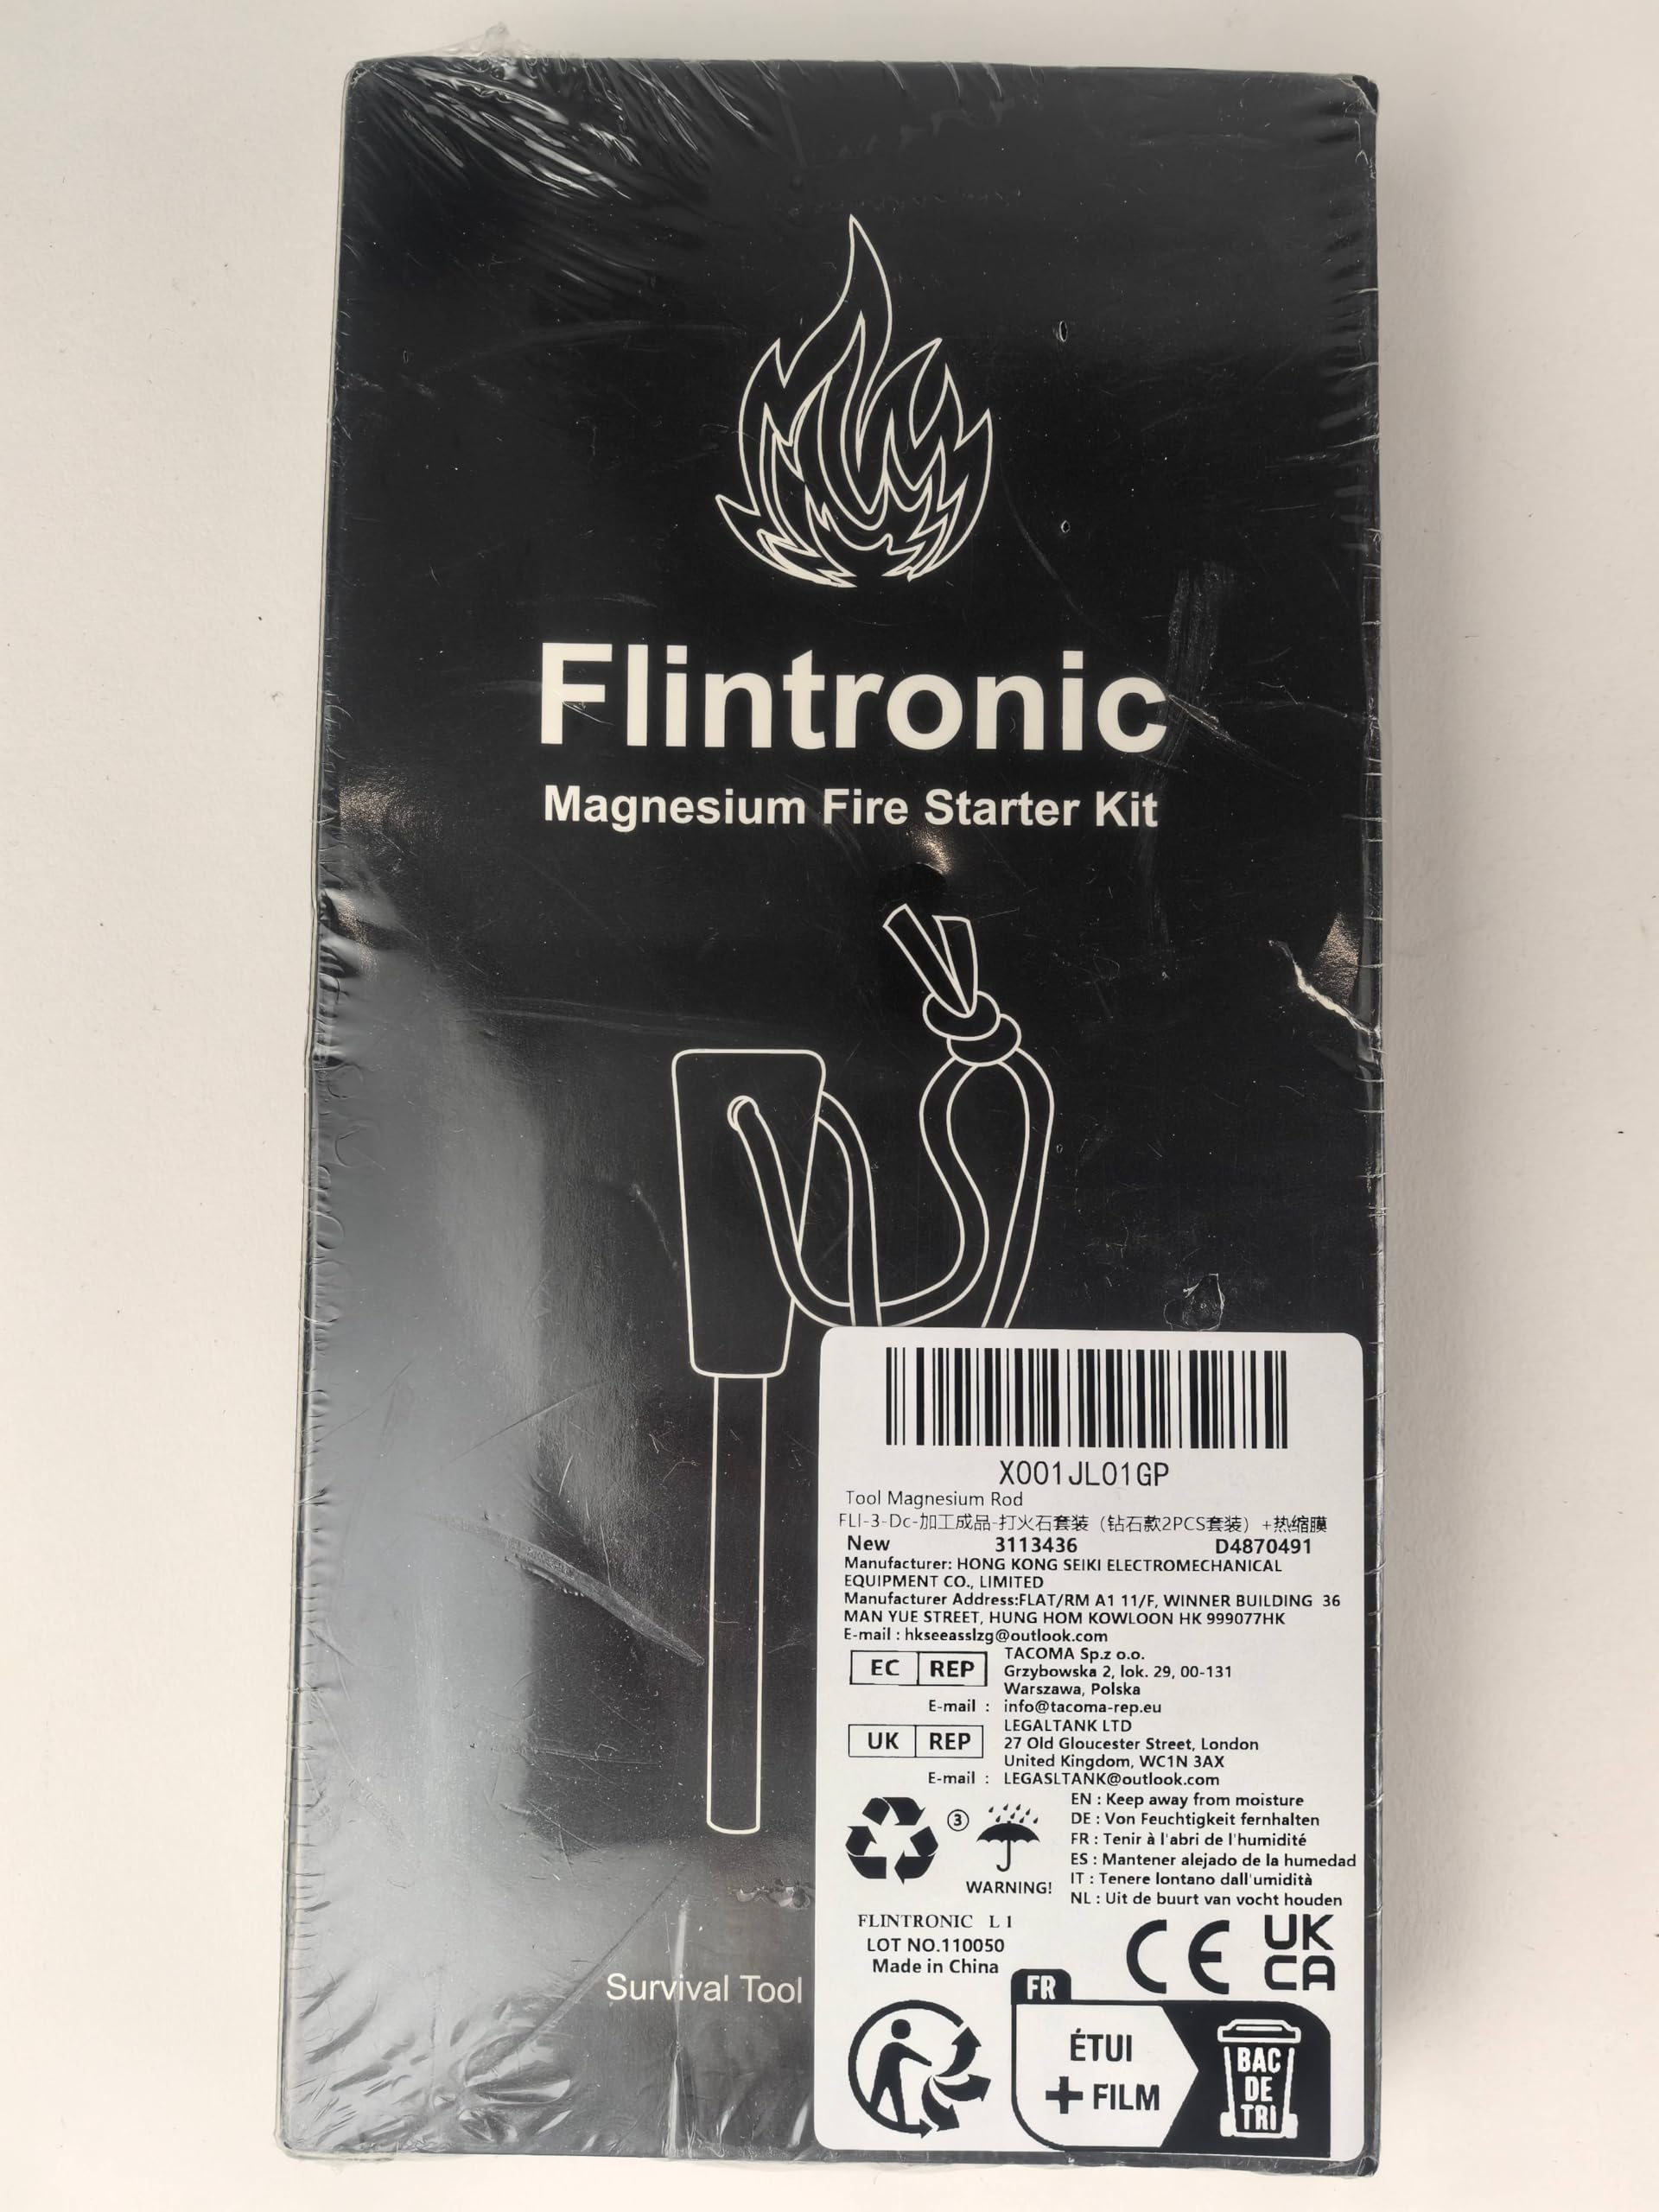 Flintronic
Magnesium Fire Starter Kit
X001JL01GP
Tool Magnesium Rod
FLI-3-Dc-加工成品-打火石套装（钻石款2PCS套装）+热缩膜
New 3113436 D4870491
Manufacturer: HONG KONG SEIKI ELECTROMECHANICAL
EQUIPMENT CO., LIMITED
Manufacturer Address:FLAT/RM A1 11/F, WINNER BUILDING 36
MAN YUE STREET, HUNG HOM KOWLOON HK 999077HK
E-mail : hkseeasslzg@outlook.com
EC REP
TACOMA Sp.z o.o.
Grzybowska 2, lok. 29, 00-131
Warszawa, Polska
E-mail : info@tacoma-rep.eu
UK REP
LEGALTANK LTD
27 Old Gloucester Street, London
United Kingdom, WC1N 3AX
E-mail : LEGASLTANK@outlook.com
③
WARNING!
EN : Keep away from moisture
DE : Von Feuchtigkeit fernhalten
FR : Tenir à l'abri de l'humidité
ES : Mantener alejado de la humedad
IT : Tenere lontano dall'umidità
NL : Uit de buurt van vocht houden
FLINTRONIC L 1
LOT NO.110050
Made in China
CE
UK
CA
Survival Tool
FR
ÉTUI
+ FILM
BAC
DE
TRI